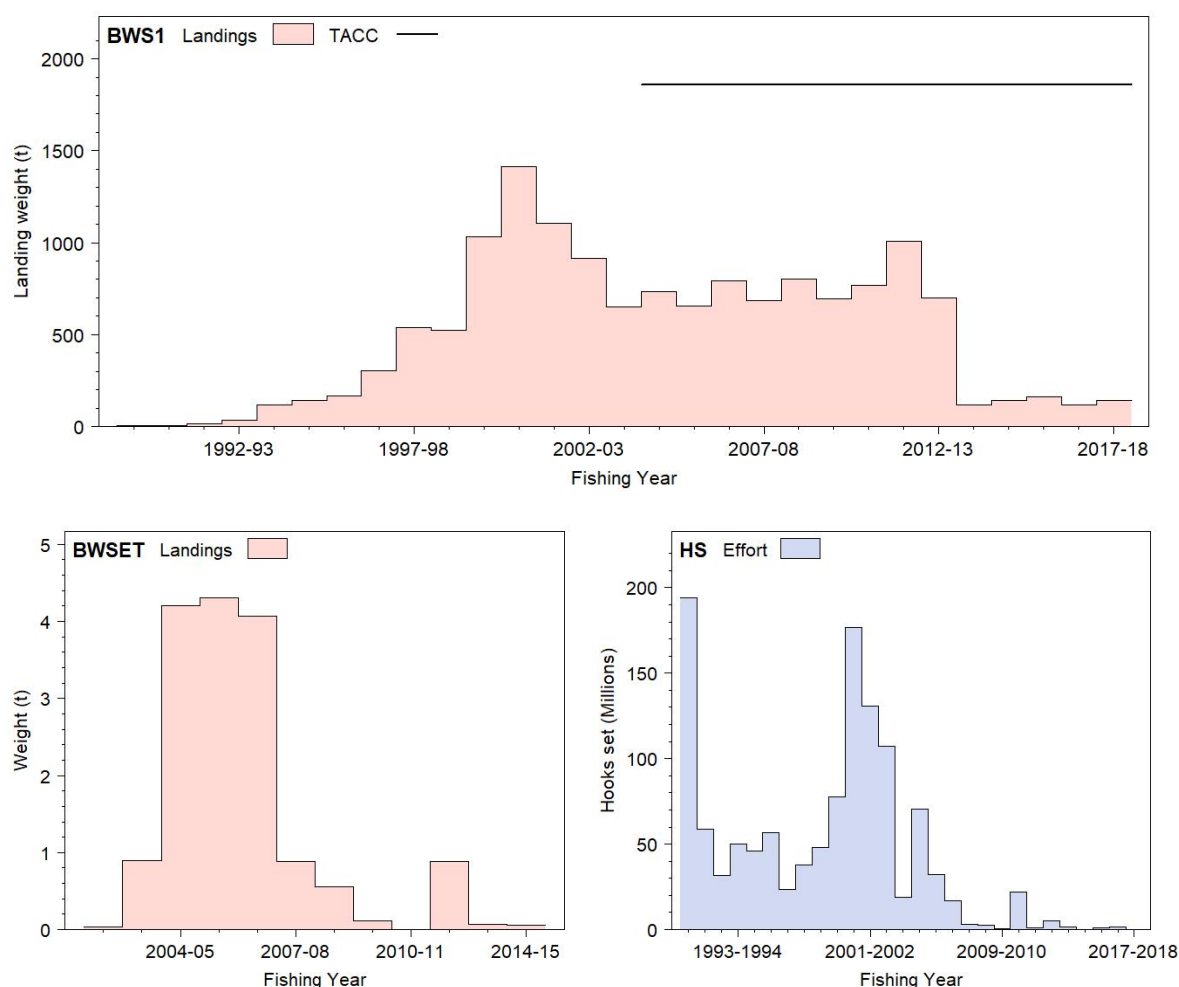 BWS1 Landings TACC
2000
1500
1000
500
0
Landing weight (t)
1992-93 1997-98 2002-03 2007-08 2012-13 2017-18
Fishing Year
BWSET Landings
5
4
3
2
1
0
Weight (t)
2004-05 2007-08 2010-11 2014-15
Fishing Year
HS Effort
200
150
100
50
0
Hooks set (Millions)
1993-1994 2001-2002 2009-2010 2017-2018
Fishing Year